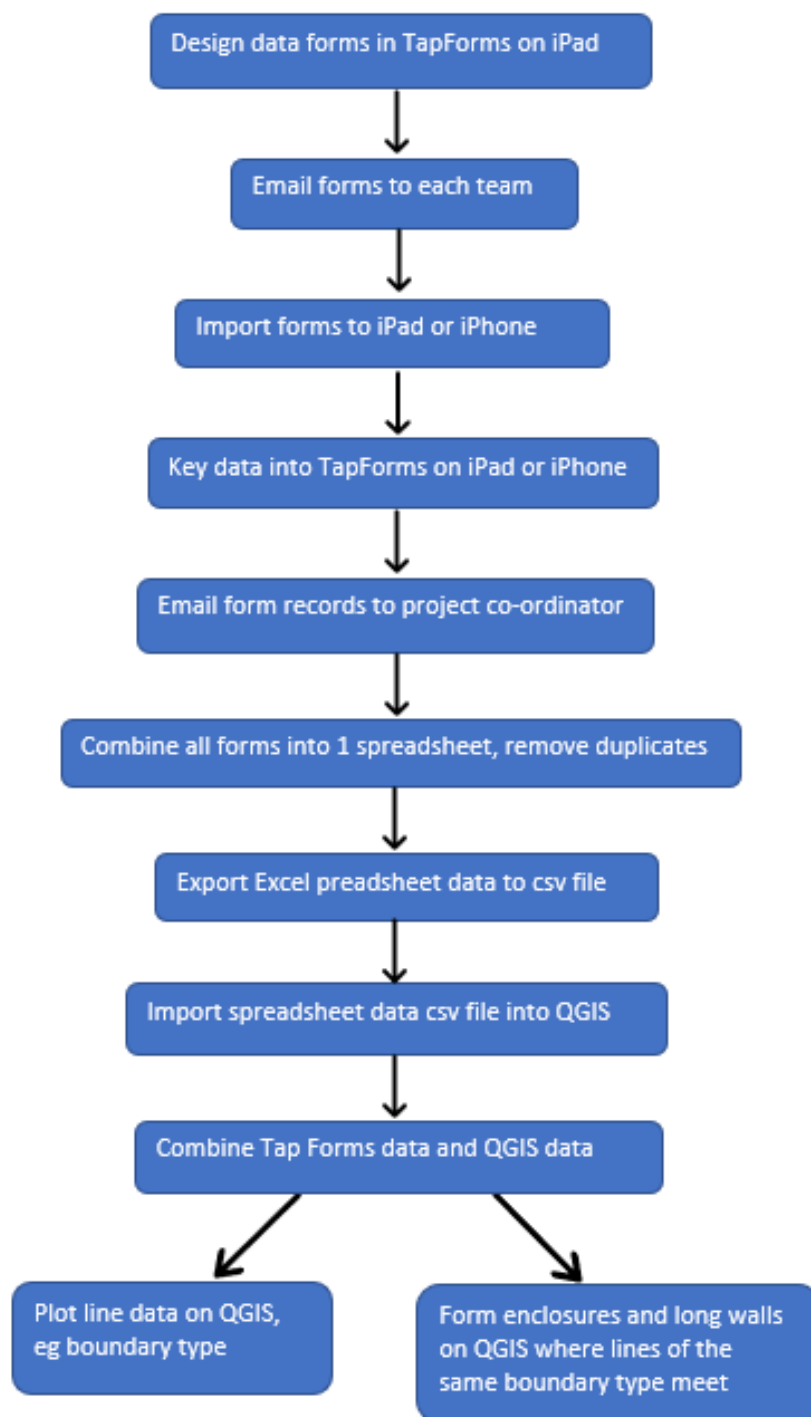 Design data forms in TapForms on iPad
Email forms to each team
Import forms to iPad or iPhone
Key data into TapForms on iPad or iPhone
Email form records to project co-ordinator
Combine all forms into 1 spreadsheet, remove duplicates
Export Excel preadsheet data to csv file
Import spreadsheet data csv file into QGIS
Combine Tap Forms data and QGIS data
Plot line data on QGIS,
eg boundary type
Form enclosures and long walls
on QGIS where lines of the
same boundary type meet